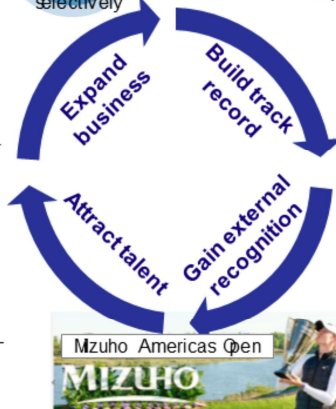 selectively
Expand
business
Build track
record
Attract talent
Gain external
recognition
Mizuho Americas Open
MIZUHO